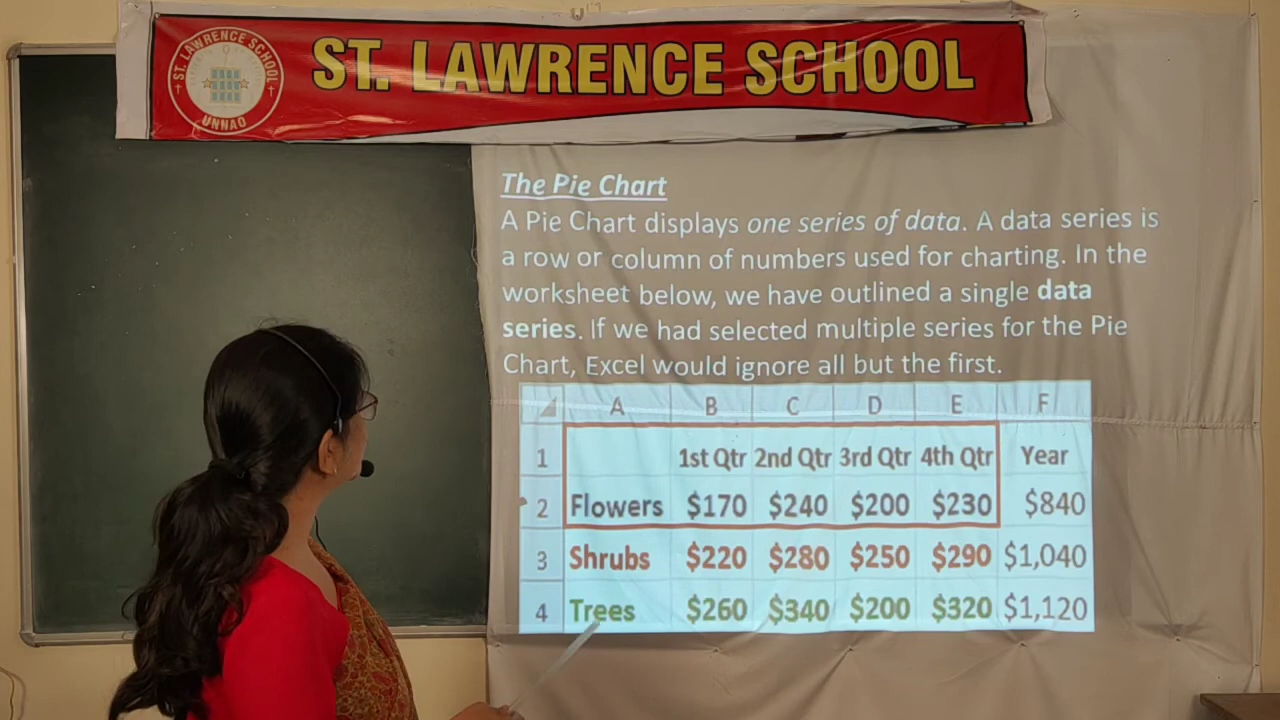 ST. LAWRENCE SCHOOL
ST. LAWRENCE SCHOOL
UNNAO
The Pie Chart
A Pie Chart displays one series of data. A data series is
a row or column of numbers used for charting. In the
worksheet below, we have outlined a single data
series. If we had selected multiple series for the Pie
Chart, Excel would ignore all but the first.
A B C D E F
1 1st Qtr 2nd Qtr 3rd Qtr 4th Qtr Year
2 Flowers $170 $240 $200 $230 $840
3 Shrubs $220 $280 $250 $290 $1,040
4 Trees $260 $340 $200 $320 $1,120